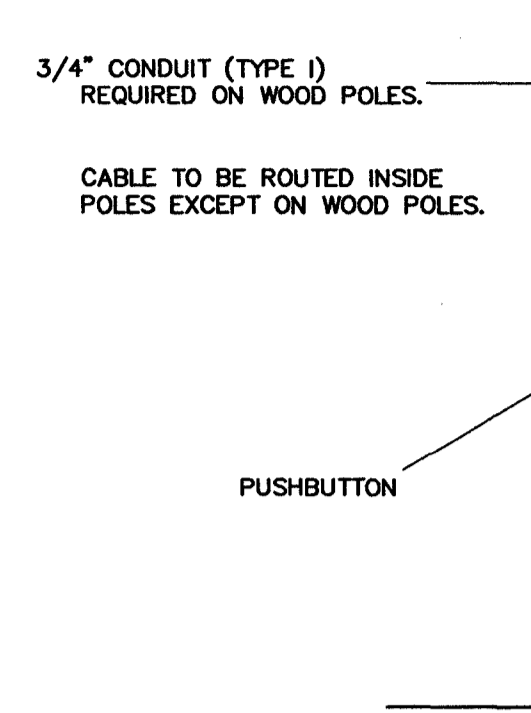 3/4" CONDUIT (TYPE I)
REQUIRED ON WOOD POLES.
CABLE TO BE ROUTED INSIDE
POLES EXCEPT ON WOOD POLES.
PUSHBUTTON